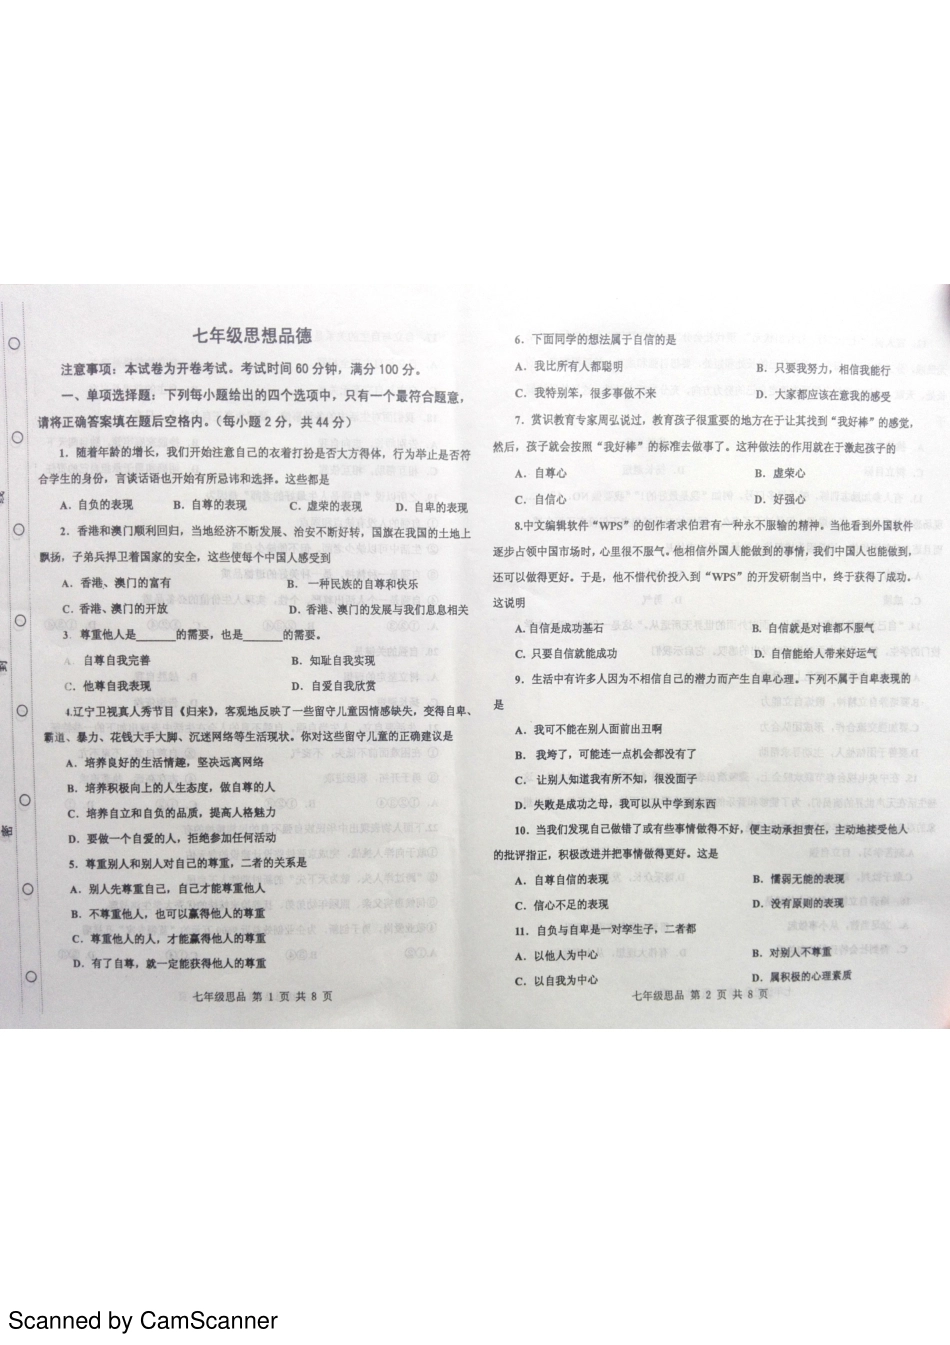 七年级思想品德
注意事项：本试卷为开卷考试。考试时间 60 分钟，满分 100 分。
一、单项选择题：下列每小题给出的四个选项中，只有一个最符合题意，
请将正确答案填在题后空格内。（每小题 2 分，共 44 分）
1．随着年龄的增长，我们开始注意自己的衣着打扮是否大方得体，行为举止是否符
合学生的身份，言谈话语也开始有所忌讳和选择。这些都是
A．自负的表现 B．自尊的表现 C．虚荣的表现 D．自卑的表现
2．香港和澳门顺利回归，当地经济不断发展、治安不断好转，国旗在我国的土地上
飘扬，子弟兵捍卫着国家的安全，这些使每个中国人感受到
A．香港、澳门的富有 B．一种民族的自尊和快乐
C．香港、澳门的开放 D．香港、澳门的发展与我们息息相关
3．尊重他人是______的需要，也是______的需要。
A．自尊自我完善 B．知耻自我实现
C．他尊自我表现 D．自爱自我欣赏
4.辽宁卫视真人秀节目《归来》，客观地反映了一些留守儿童因情感缺失，变得自卑、
霸道、暴力、花钱大手大脚、沉迷网络等生活现状。你对这些留守儿童的正确建议是
A．培养良好的生活情趣，坚决远离网络
B．培养积极向上的人生态度，做自尊的人
C．培养自立和自负的品质，提高人格魅力
D．要做一个自爱的人，拒绝参加任何活动
5．尊重别人和别人对自己的尊重，二者的关系是
A．别人先尊重自己，自己才能尊重他人
B．不尊重他人，也可以赢得他人的尊重
C．尊重他人的人，才能赢得他人的尊重
D．有了自尊，就一定能获得他人的尊重
七年级思品 第 1 页 共 8 页
6．下面同学的想法属于自信的是
A．我比所有人都聪明 B．只要我努力，相信我能行
C．我特别笨，很多事做不来 D．大家都应该在意我的感受
7．赏识教育专家周弘说过，教育孩子很重要的地方在于让其找到“我好棒”的感觉，
然后，孩子就会按照“我好棒”的标准去做事了。这种做法的作用就在于激起孩子的
A．自尊心 B．虚荣心
C．自信心 D．好强心
8.中文编辑软件“WPS”的创作者求伯君有一种永不服输的精神。当他看到外国软件
逐步占领中国市场时，心里很不服气。他相信外国人能做到的事情，我们中国人也能做到，
还可以做得更好。于是，他不惜代价投入到“WPS”的开发研制当中，终于获得了成功。
这说明
A. 自信是成功基石 B．自信就是对谁都不服气
C．只要自信就能成功 D．自信能给人带来好运气
9．生活中有许多人因为不相信自己的潜力而产生自卑心理。下列不属于自卑表现的
是
A．我可不能在别人面前出丑啊
B．我垮了，可能连一点机会都没有了
C．让别人知道我有所不知，很没面子
D．失败是成功之母，我可以从中学到东西
10．当我们发现自己做错了或有些事情做得不好，便主动承担责任，主动地接受他人
的批评指正，积极改进并把事情做得更好。这是
A．自尊自信的表现 B．懦弱无能的表现
C．信心不足的表现 D．没有原则的表现
11．自负与自卑是一对孪生子，二者都
A．以他人为中心 B．对别人不尊重
C．以自我为中心 D．属积极的心理素质
七年级思品 第 2 页 共 8 页
Scanned by CamScanner